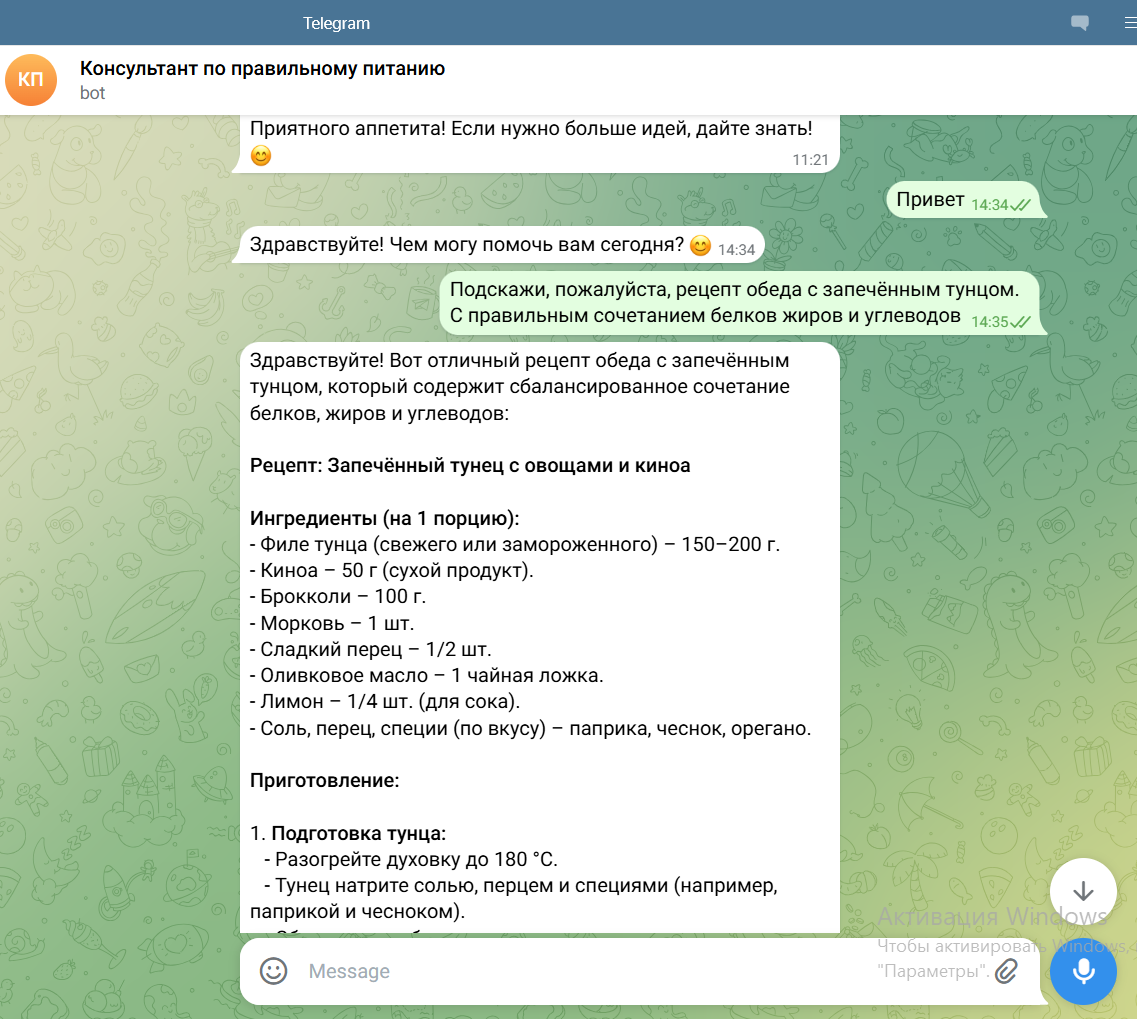 Telegram
КП
Консультант по правильному питанию
bot
Приятного аппетита! Если нужно больше идей, дайте знать!
😊
11:21
Привет 14:34
Здравствуйте! Чем могу помочь вам сегодня? 😊 14:34
Подскажи, пожалуйста, рецепт обеда с запечённым тунцом.
С правильным сочетанием белков жиров и углеводов 14:35
Здравствуйте! Вот отличный рецепт обеда с запечённым
тунцом, который содержит сбалансированное сочетание
белков, жиров и углеводов:
Рецепт: Запечённый тунец с овощами и киноа
Ингредиенты (на 1 порцию):
- Филе тунца (свежего или замороженного) – 150–200 г.
- Киноа – 50 г (сухой продукт).
- Брокколи – 100 г.
- Морковь – 1 шт.
- Сладкий перец – 1/2 шт.
- Оливковое масло – 1 чайная ложка.
- Лимон – 1/4 шт. (для сока).
- Соль, перец, специи (по вкусу) – паприка, чеснок, орегано.
Приготовление:
1. Подготовка тунца:
- Разогрейте духовку до 180 °C.
- Тунец натрите солью, перцем и специями (например,
паприкой и чесноком).
Активация Windows
Чтобы активировать Windows,
"Параметры".
Message